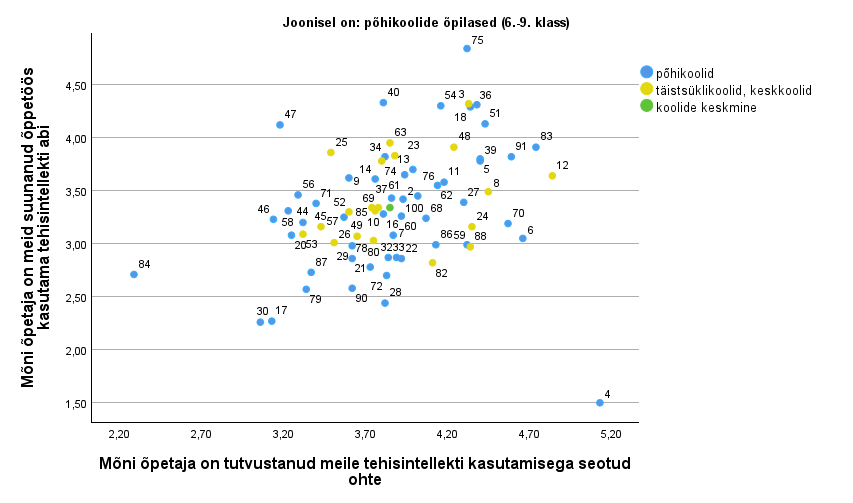 Joonisel on: põhikoolide õpilased (6.-9. klass)
põhikoolid
täistsüklikoolid, keskkoolid
koolide keskmine
Mõni õpetaja on meid suunanud õppetöös
kasutama tehisintellekti abi
4,50
4,00
3,50
3,00
2,50
2,00
1,50
75
40
54 3 36
18 51
47
63
25 34 23 48 39 91 83
13 5 12
14 74 76 11 8
9 37 61 2 62 27
56 71 52 69
46 58 44 45 57 85 10 16 60 100 68 24 70
20 53 26 49 7 86 59 88 6
78 80 32 33 22
29 21 82
84 87
79 90 72 28
30 17
4
2,20 2,70 3,20 3,70 4,20 4,70 5,20
Mõni õpetaja on tutvustanud meile tehisintellekti kasutamisega seotud
ohte